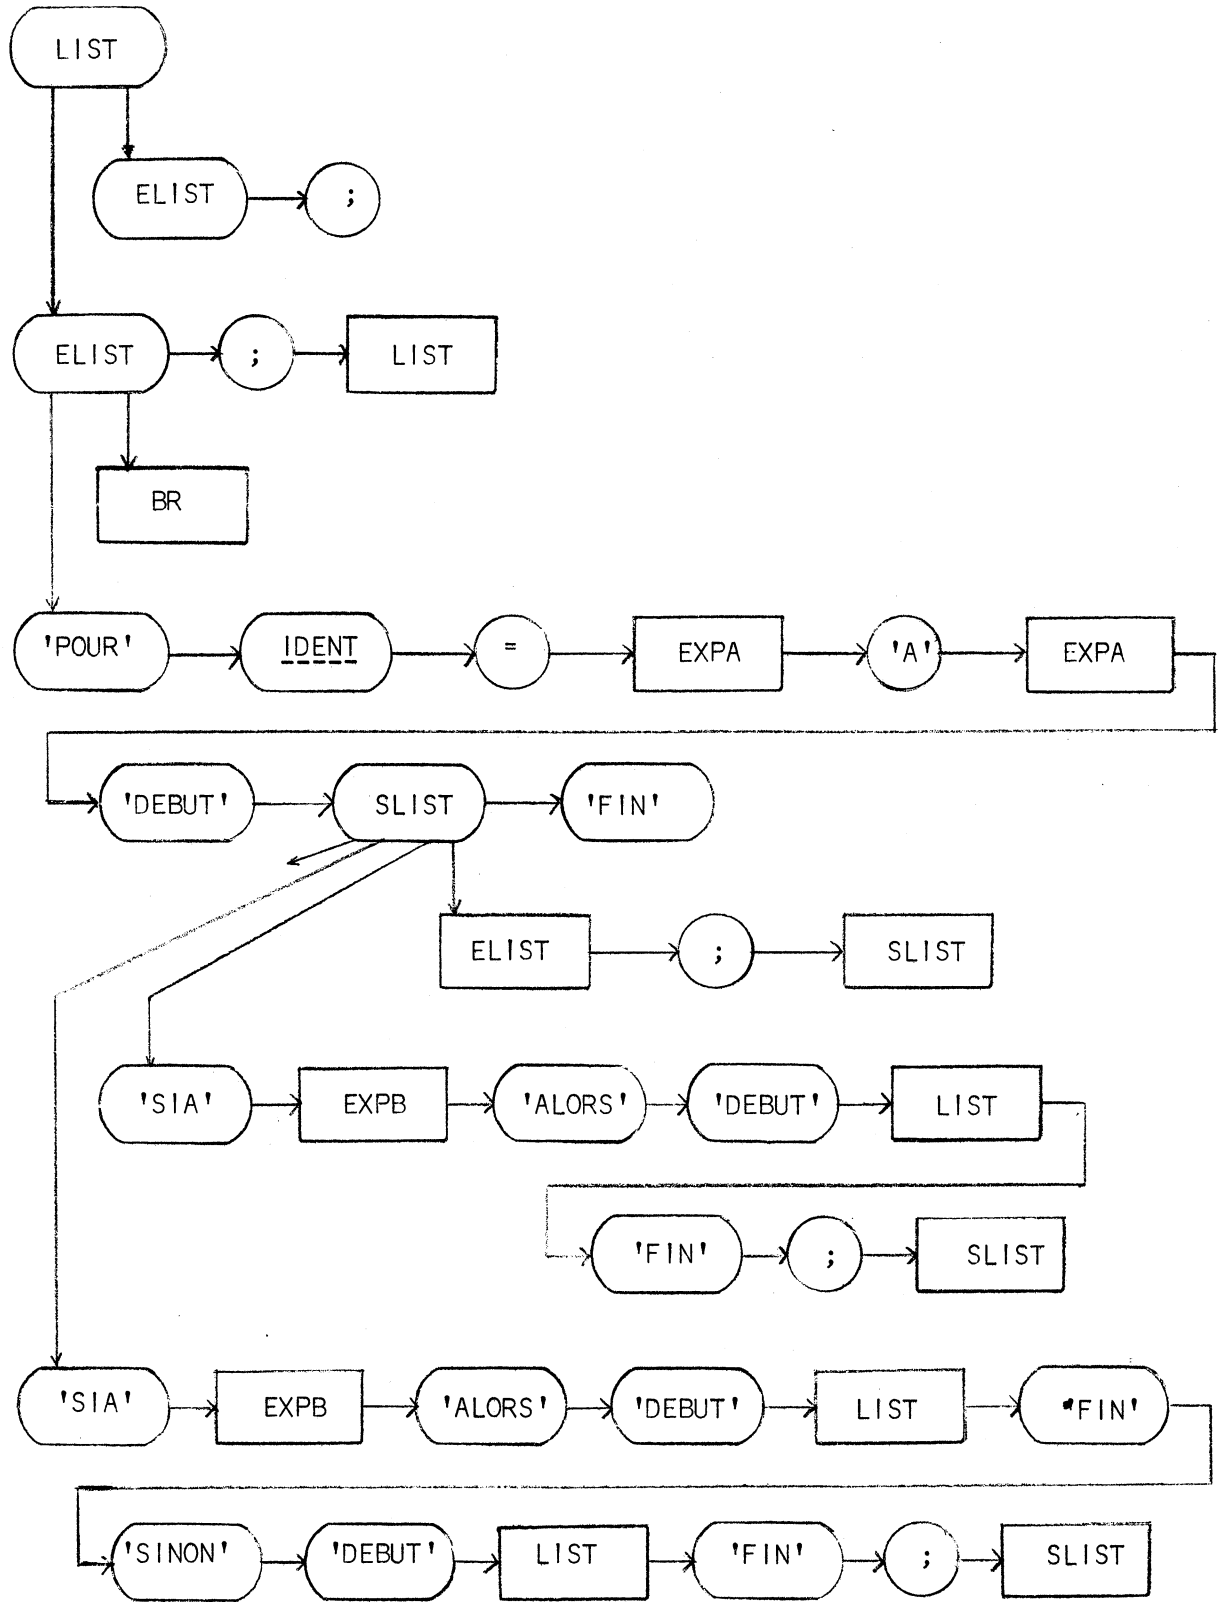 LIST
ELIST ;
ELIST ; LIST
BR
'POUR' IDENT = EXPA 'A' EXPA
'DEBUT' SLIST 'FIN'
ELIST ; SLIST
'SIA' EXPB 'ALORS' 'DEBUT' LIST
'FIN' ; SLIST
'SIA' EXPB 'ALORS' 'DEBUT' LIST 'FIN'
'SINON' 'DEBUT' LIST 'FIN' ; SLIST